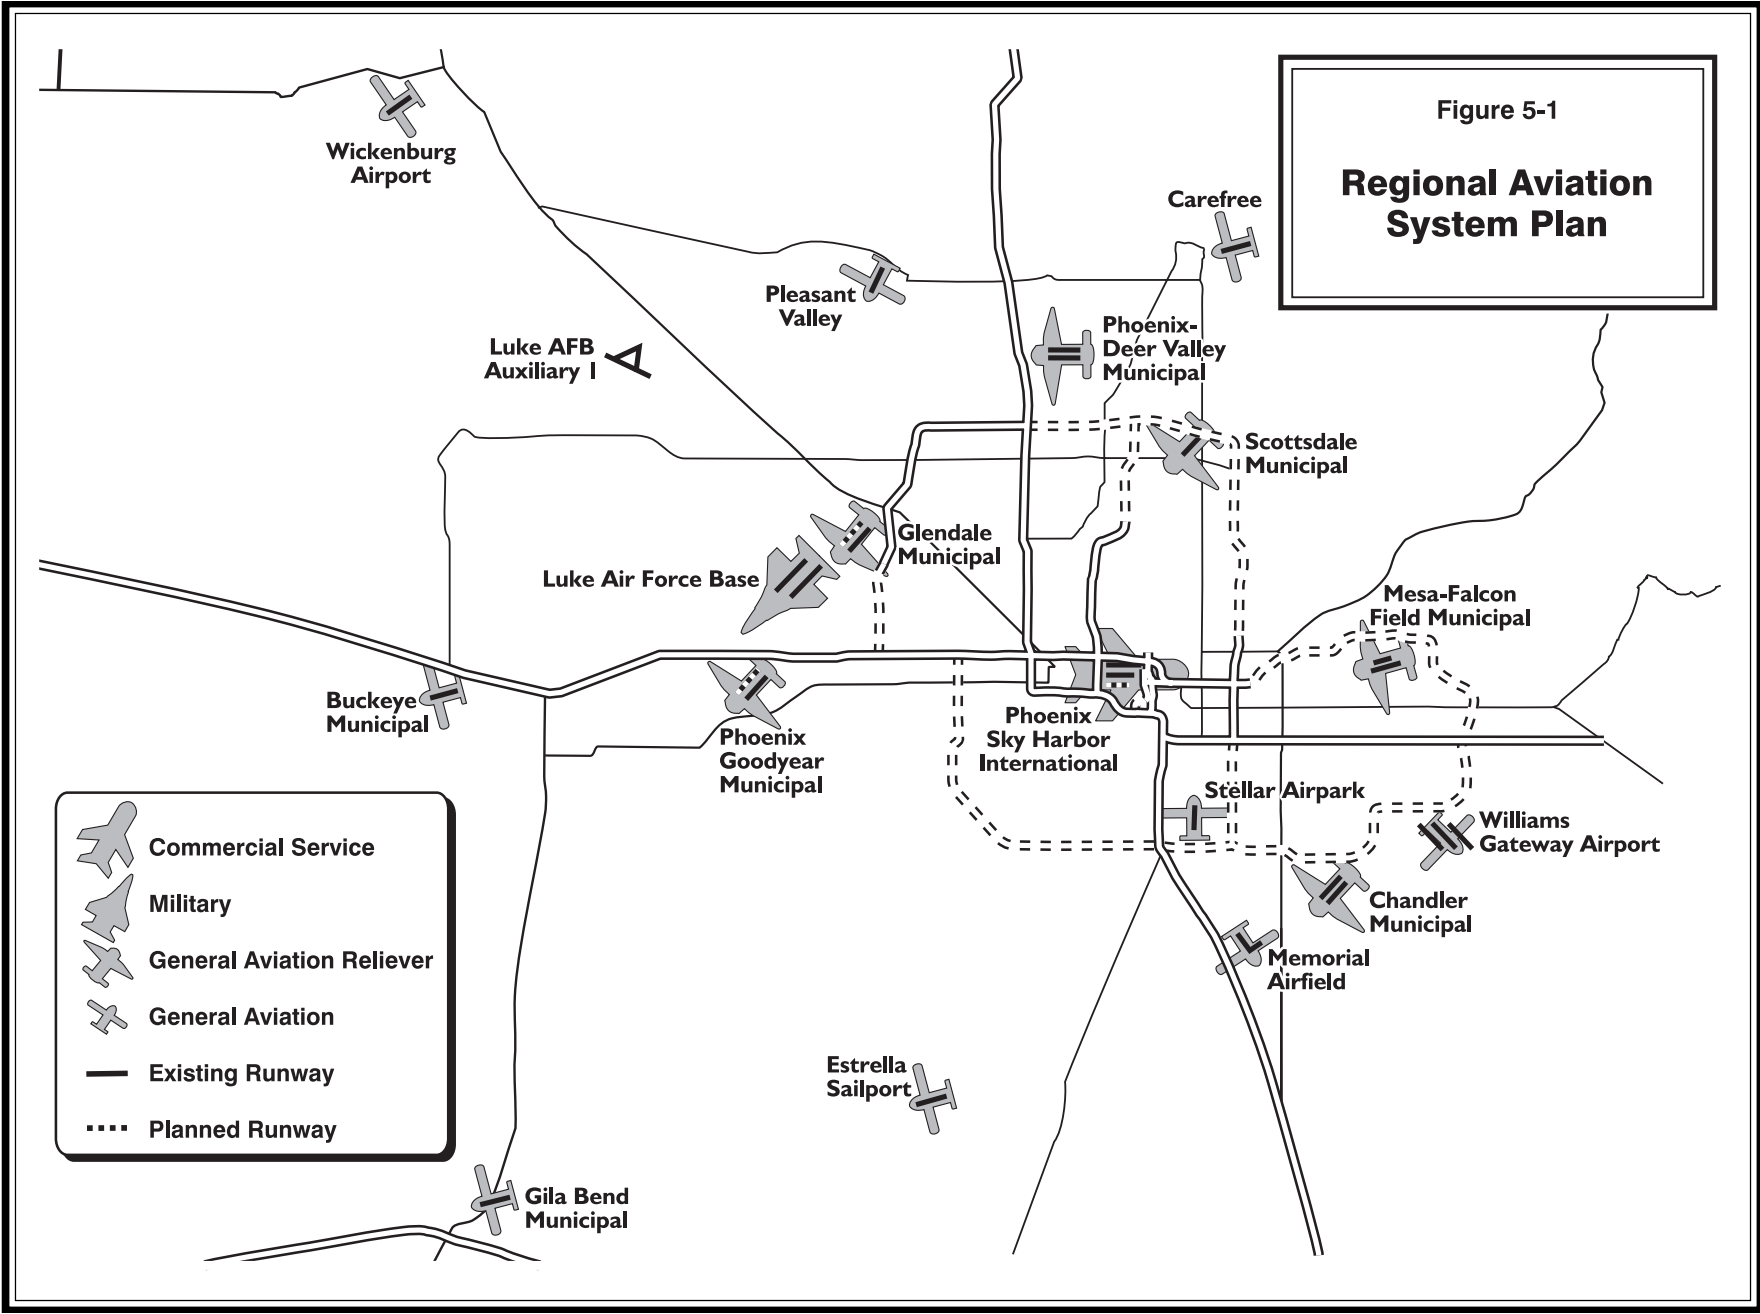 Figure 5-1
Regional Aviation
System Plan
Wickenburg
Airport
Carefree
Pleasant
Valley
Luke AFB
Auxiliary 1
Phoenix-
Deer Valley
Municipal
Scottsdale
Municipal
Glendale
Municipal
Luke Air Force Base
Mesa-Falcon
Field Municipal
Buckeye
Municipal
Phoenix
Goodyear
Municipal
Phoenix
Sky Harbor
International
Stellar Airpark
Williams
Gateway Airport
Chandler
Municipal
Memorial
Airfield
Estrella
Sailport
Gila Bend
Municipal
Commercial Service
Military
General Aviation Reliever
General Aviation
Existing Runway
Planned Runway